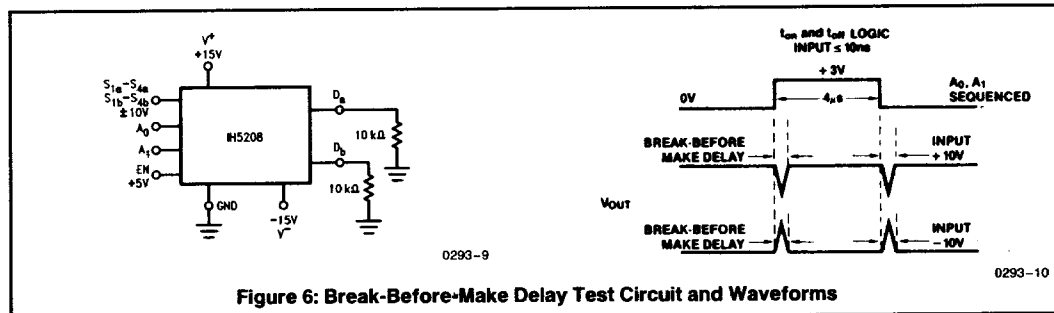 V⁺
+15V
S1a–S4a
S1b–S4b
±10V
A0
A1
EN
+5V
IH5208
Da
10 kΩ
Db
10 kΩ
GND
−15V
V⁻
0293–9
ton and toff LOGIC
INPUT ≤ 10ns
+3V
0V
4μs
A0, A1
SEQUENCED
BREAK-BEFORE
MAKE DELAY
INPUT
+10V
VOUT
BREAK-BEFORE
MAKE DELAY
INPUT
−10V
0293–10
Figure 6: Break-Before-Make Delay Test Circuit and Waveforms